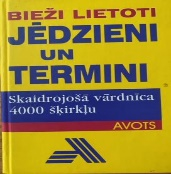 BIEŽI LIETOTI
JĒDZIENI
UN
TERMINI
Skaidrojošā vārdnīca
4000 šķirkļu
AVOTS